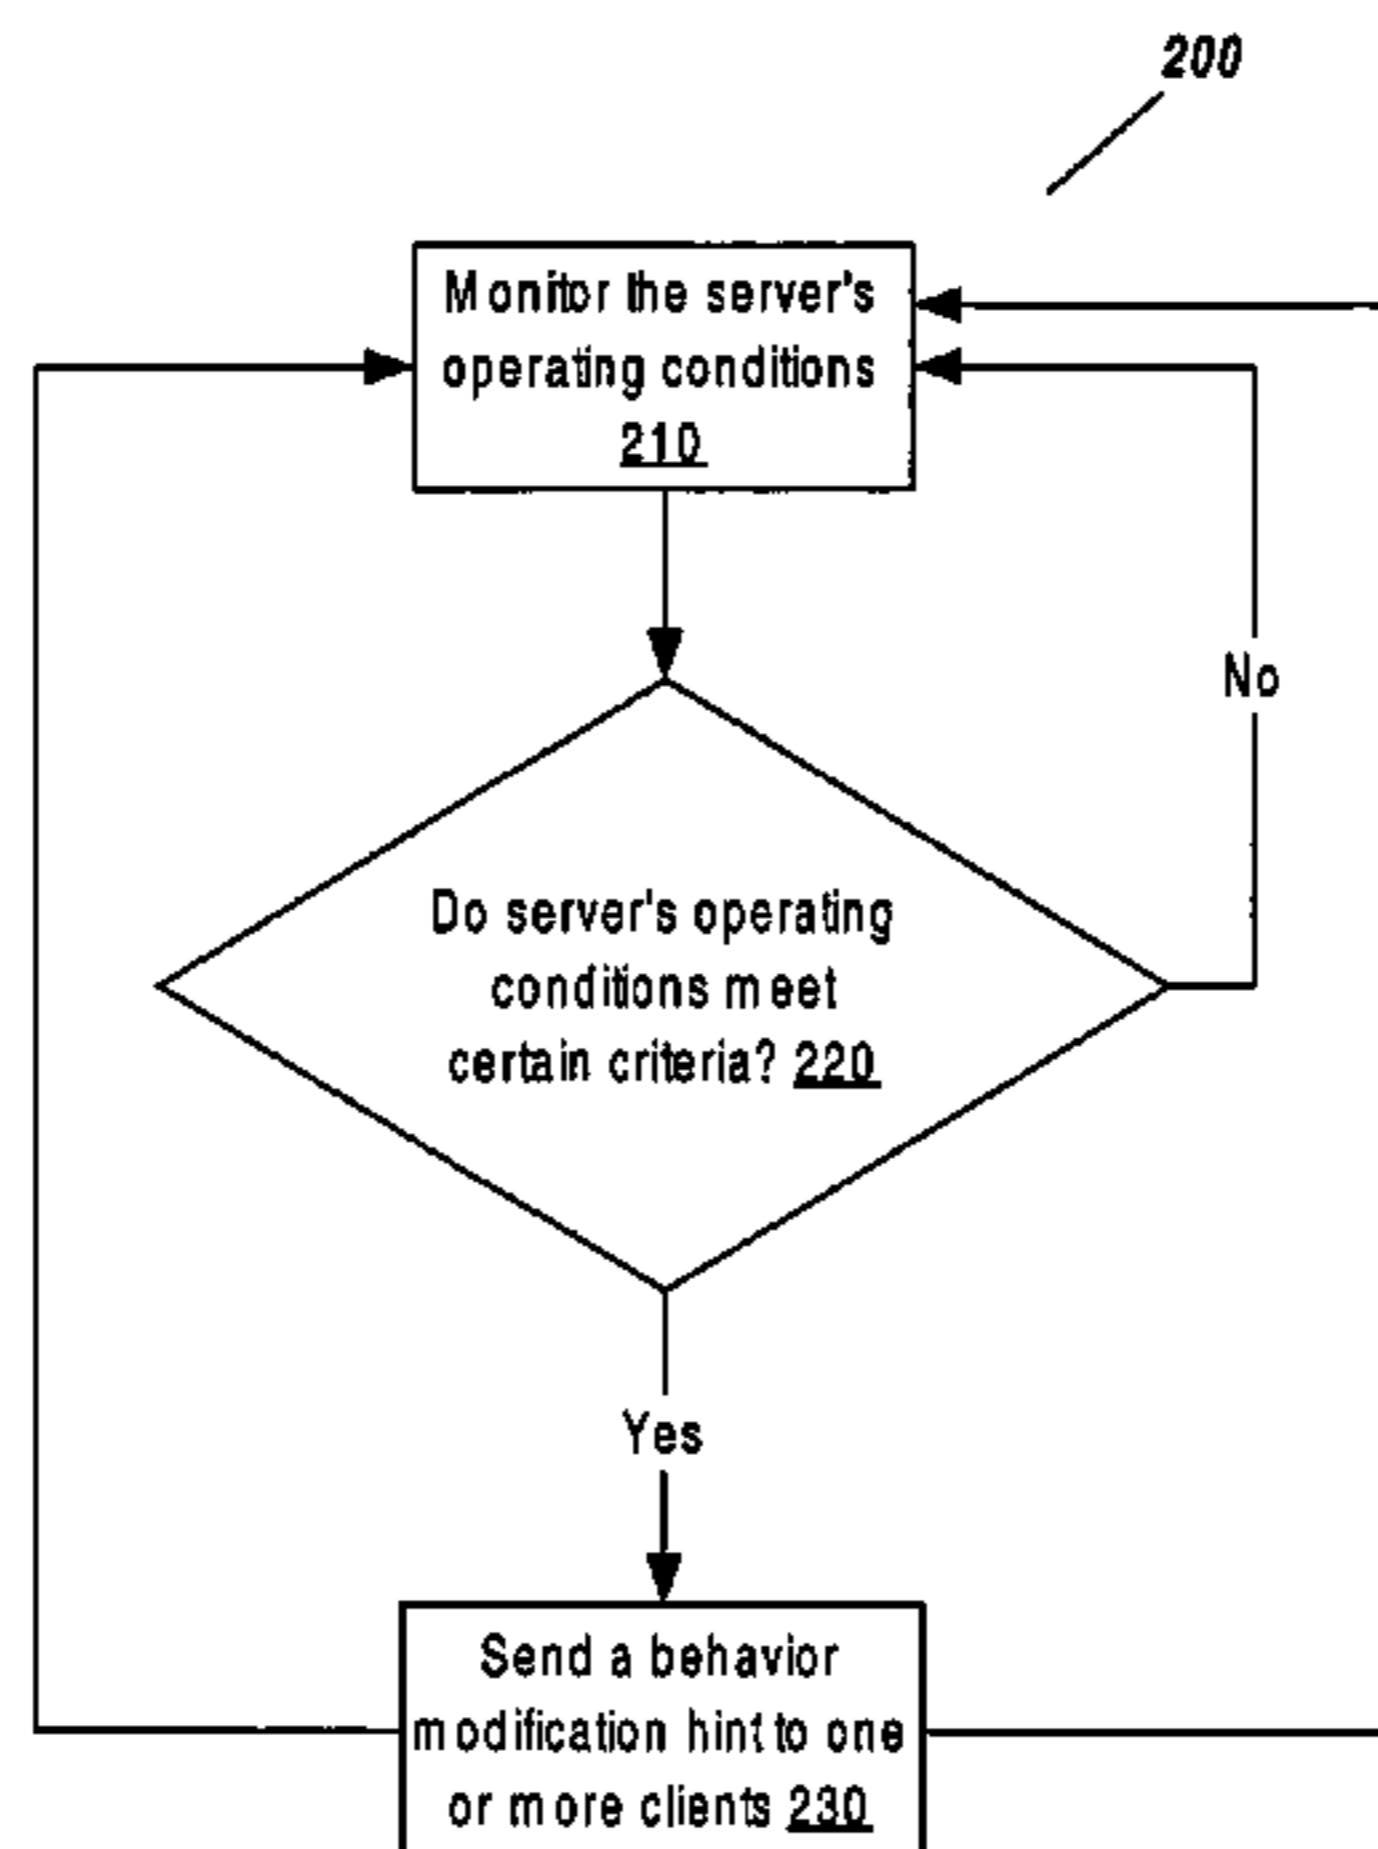 200
Monitor the server's
operating conditions
210
No
Do server's operating
conditions meet
certain criteria? 220
Yes
Send a behavior
modification hint to one
or more clients 230